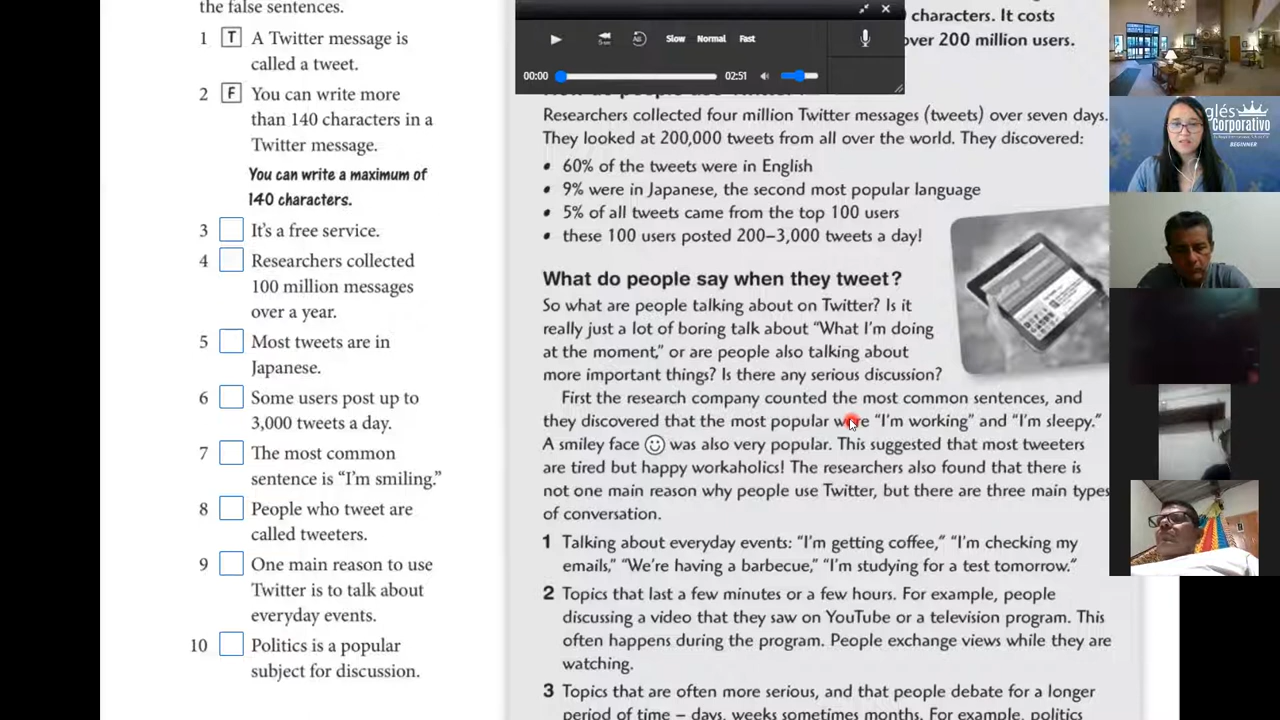 the false sentences.
1 T A Twitter message is
called a tweet.
2 F You can write more
than 140 characters in a
Twitter message.
You can write a maximum of
140 characters.
3 It's a free service.
4 Researchers collected
100 million messages
over a year.
5 Most tweets are in
Japanese.
6 Some users post up to
3,000 tweets a day.
7 The most common
sentence is “I'm smiling.”
8 People who tweet are
called tweeters.
9 One main reason to use
Twitter is to talk about
everyday events.
10 Politics is a popular
subject for discussion.
Slow Normal Fast
00:00 02:51
characters. It costs
over 200 million users.
Researchers collected four million Twitter messages (tweets) over seven days.
They looked at 200,000 tweets from all over the world. They discovered:
• 60% of the tweets were in English
• 9% were in Japanese, the second most popular language
• 5% of all tweets came from the top 100 users
• these 100 users posted 200–3,000 tweets a day!
What do people say when they tweet?
So what are people talking about on Twitter? Is it
really just a lot of boring talk about “What I'm doing
at the moment,” or are people also talking about
more important things? Is there any serious discussion?
First the research company counted the most common sentences, and
they discovered that the most popular were “I'm working” and “I'm sleepy.”
A smiley face ☺ was also very popular. This suggested that most tweeters
are tired but happy workaholics! The researchers also found that there is
not one main reason why people use Twitter, but there are three main types
of conversation.
1 Talking about everyday events: “I'm getting coffee,” “I'm checking my
emails,” “We're having a barbecue,” “I'm studying for a test tomorrow.”
2 Topics that last a few minutes or a few hours. For example, people
discussing a video that they saw on YouTube or a television program. This
often happens during the program. People exchange views while they are
watching.
3 Topics that are often more serious, and that people debate for a longer
period of time – days, weeks sometimes months. For example, politics
glés
Corporativo
BEGINNER